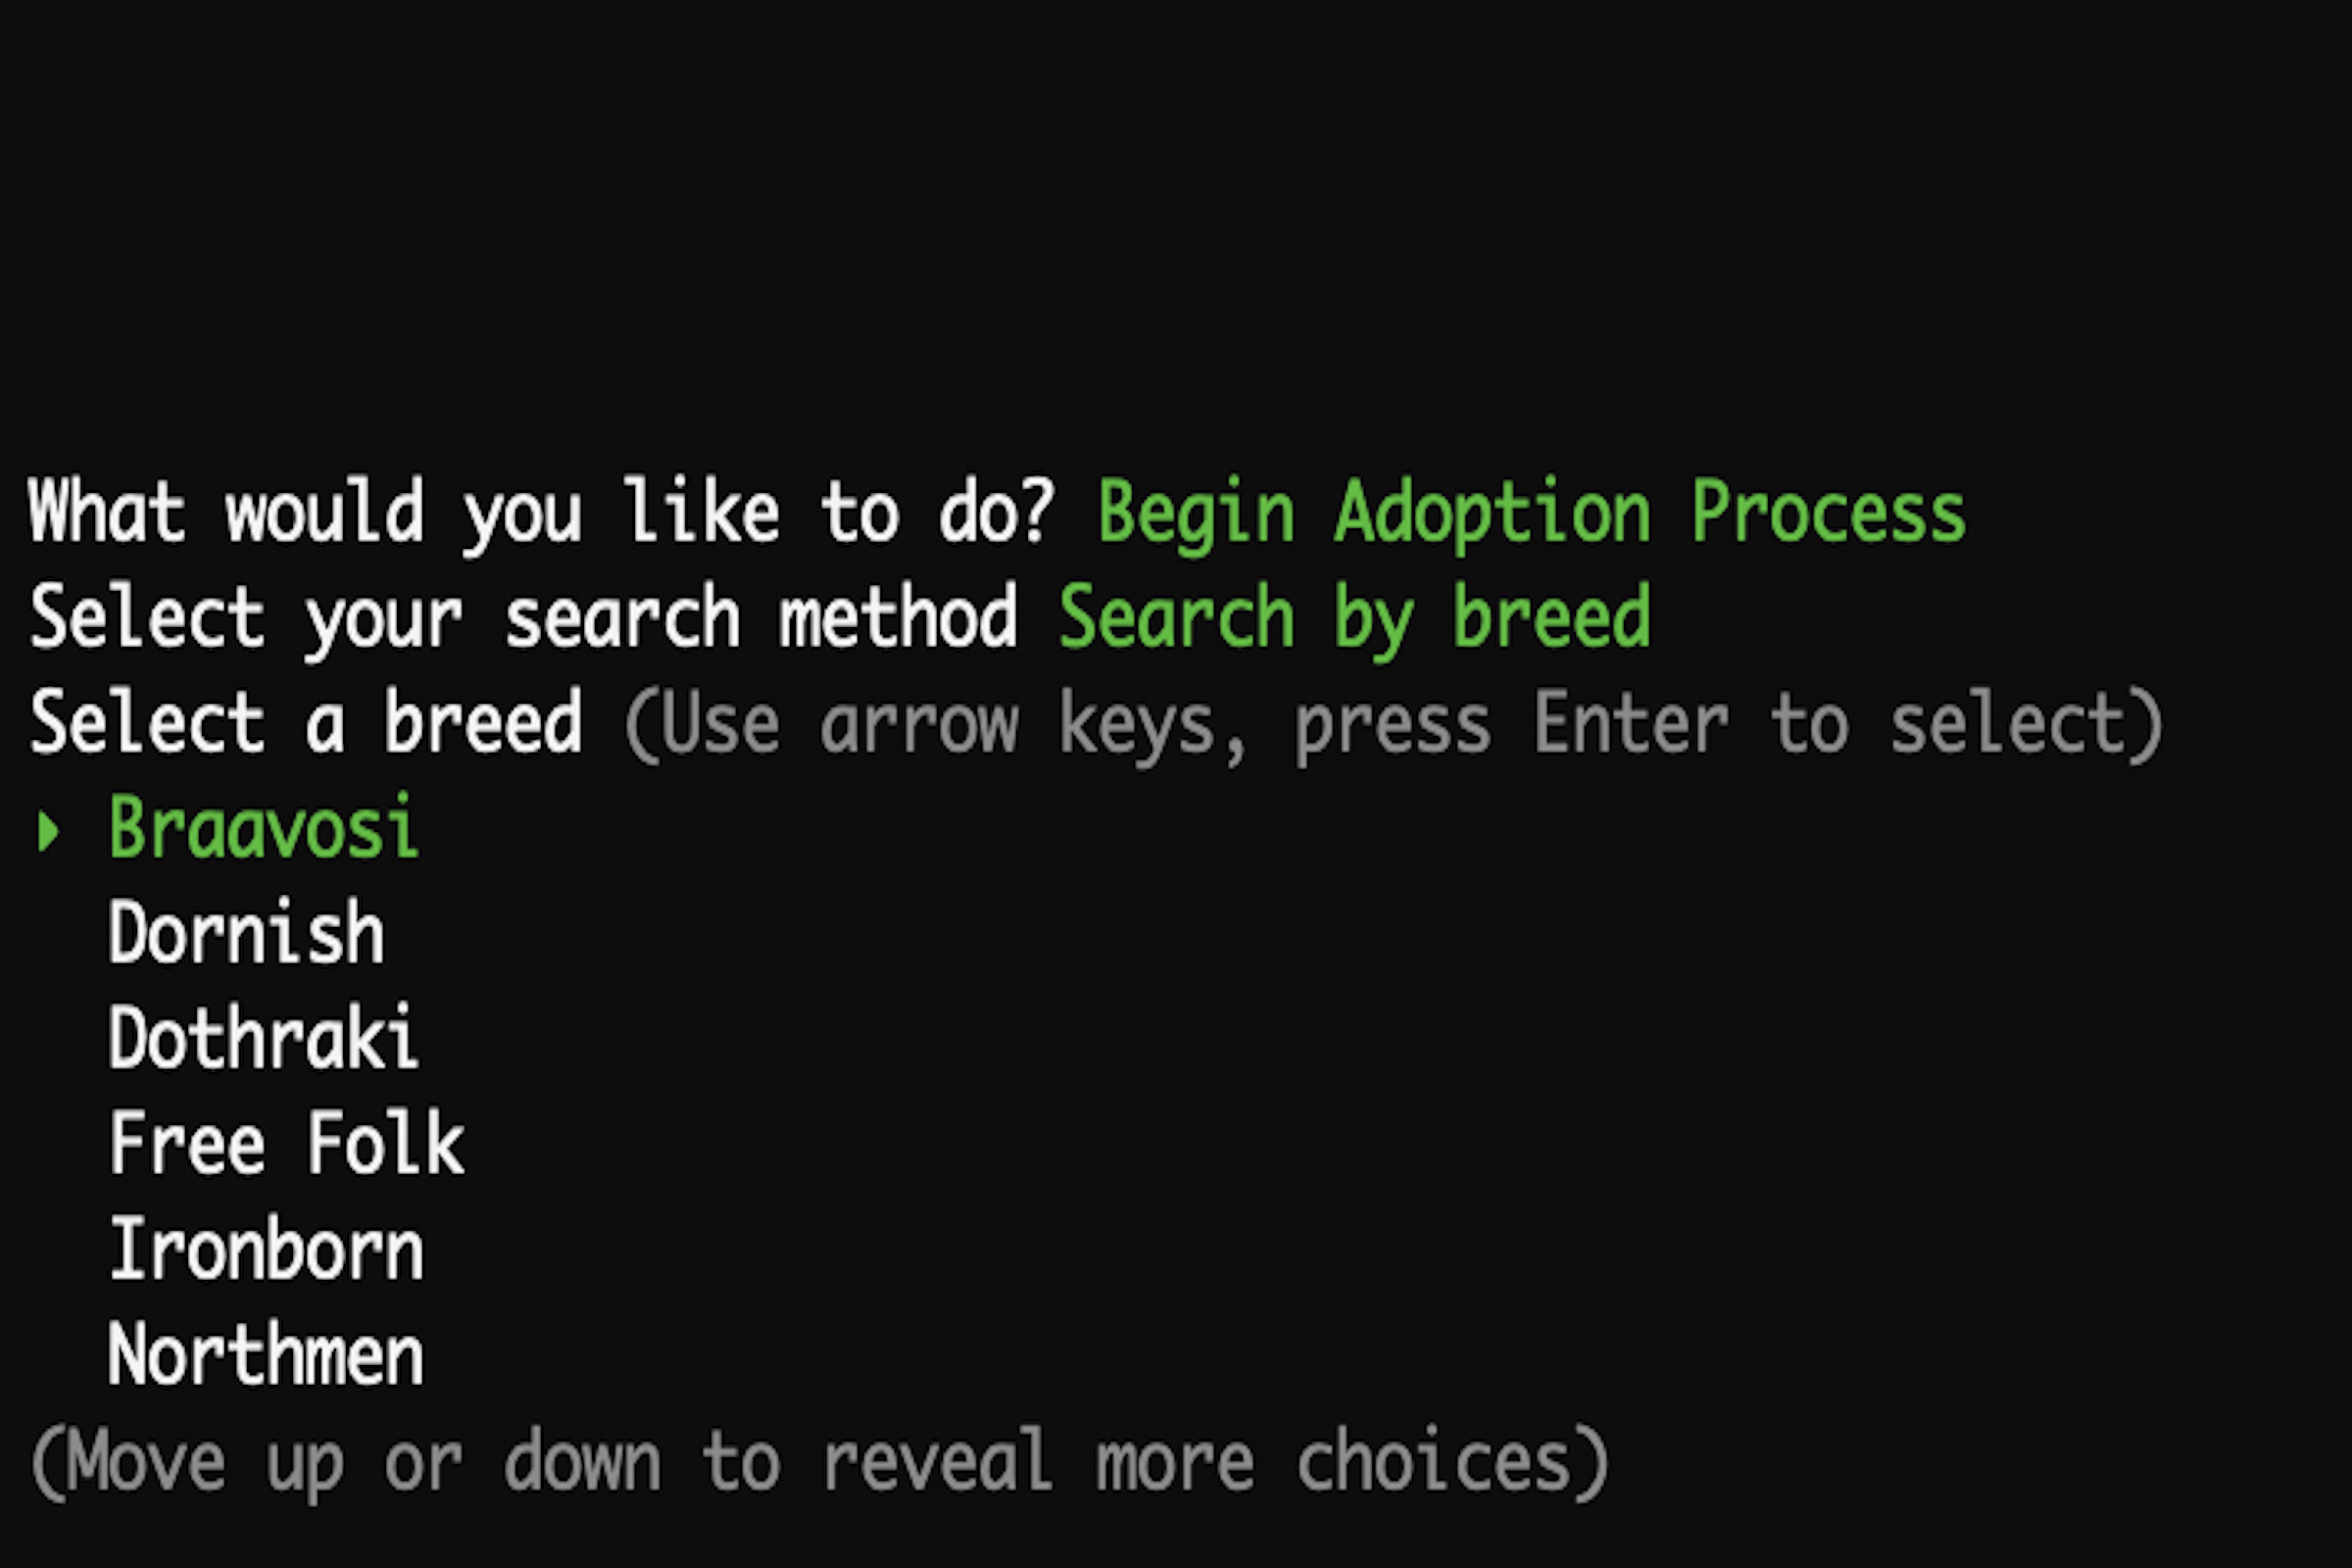 What would you like to do? Begin Adoption Process
Select your search method Search by breed
Select a breed (Use arrow keys, press Enter to select)
‣ Braavosi
Dornish
Dothraki
Free Folk
Ironborn
Northmen
(Move up or down to reveal more choices)